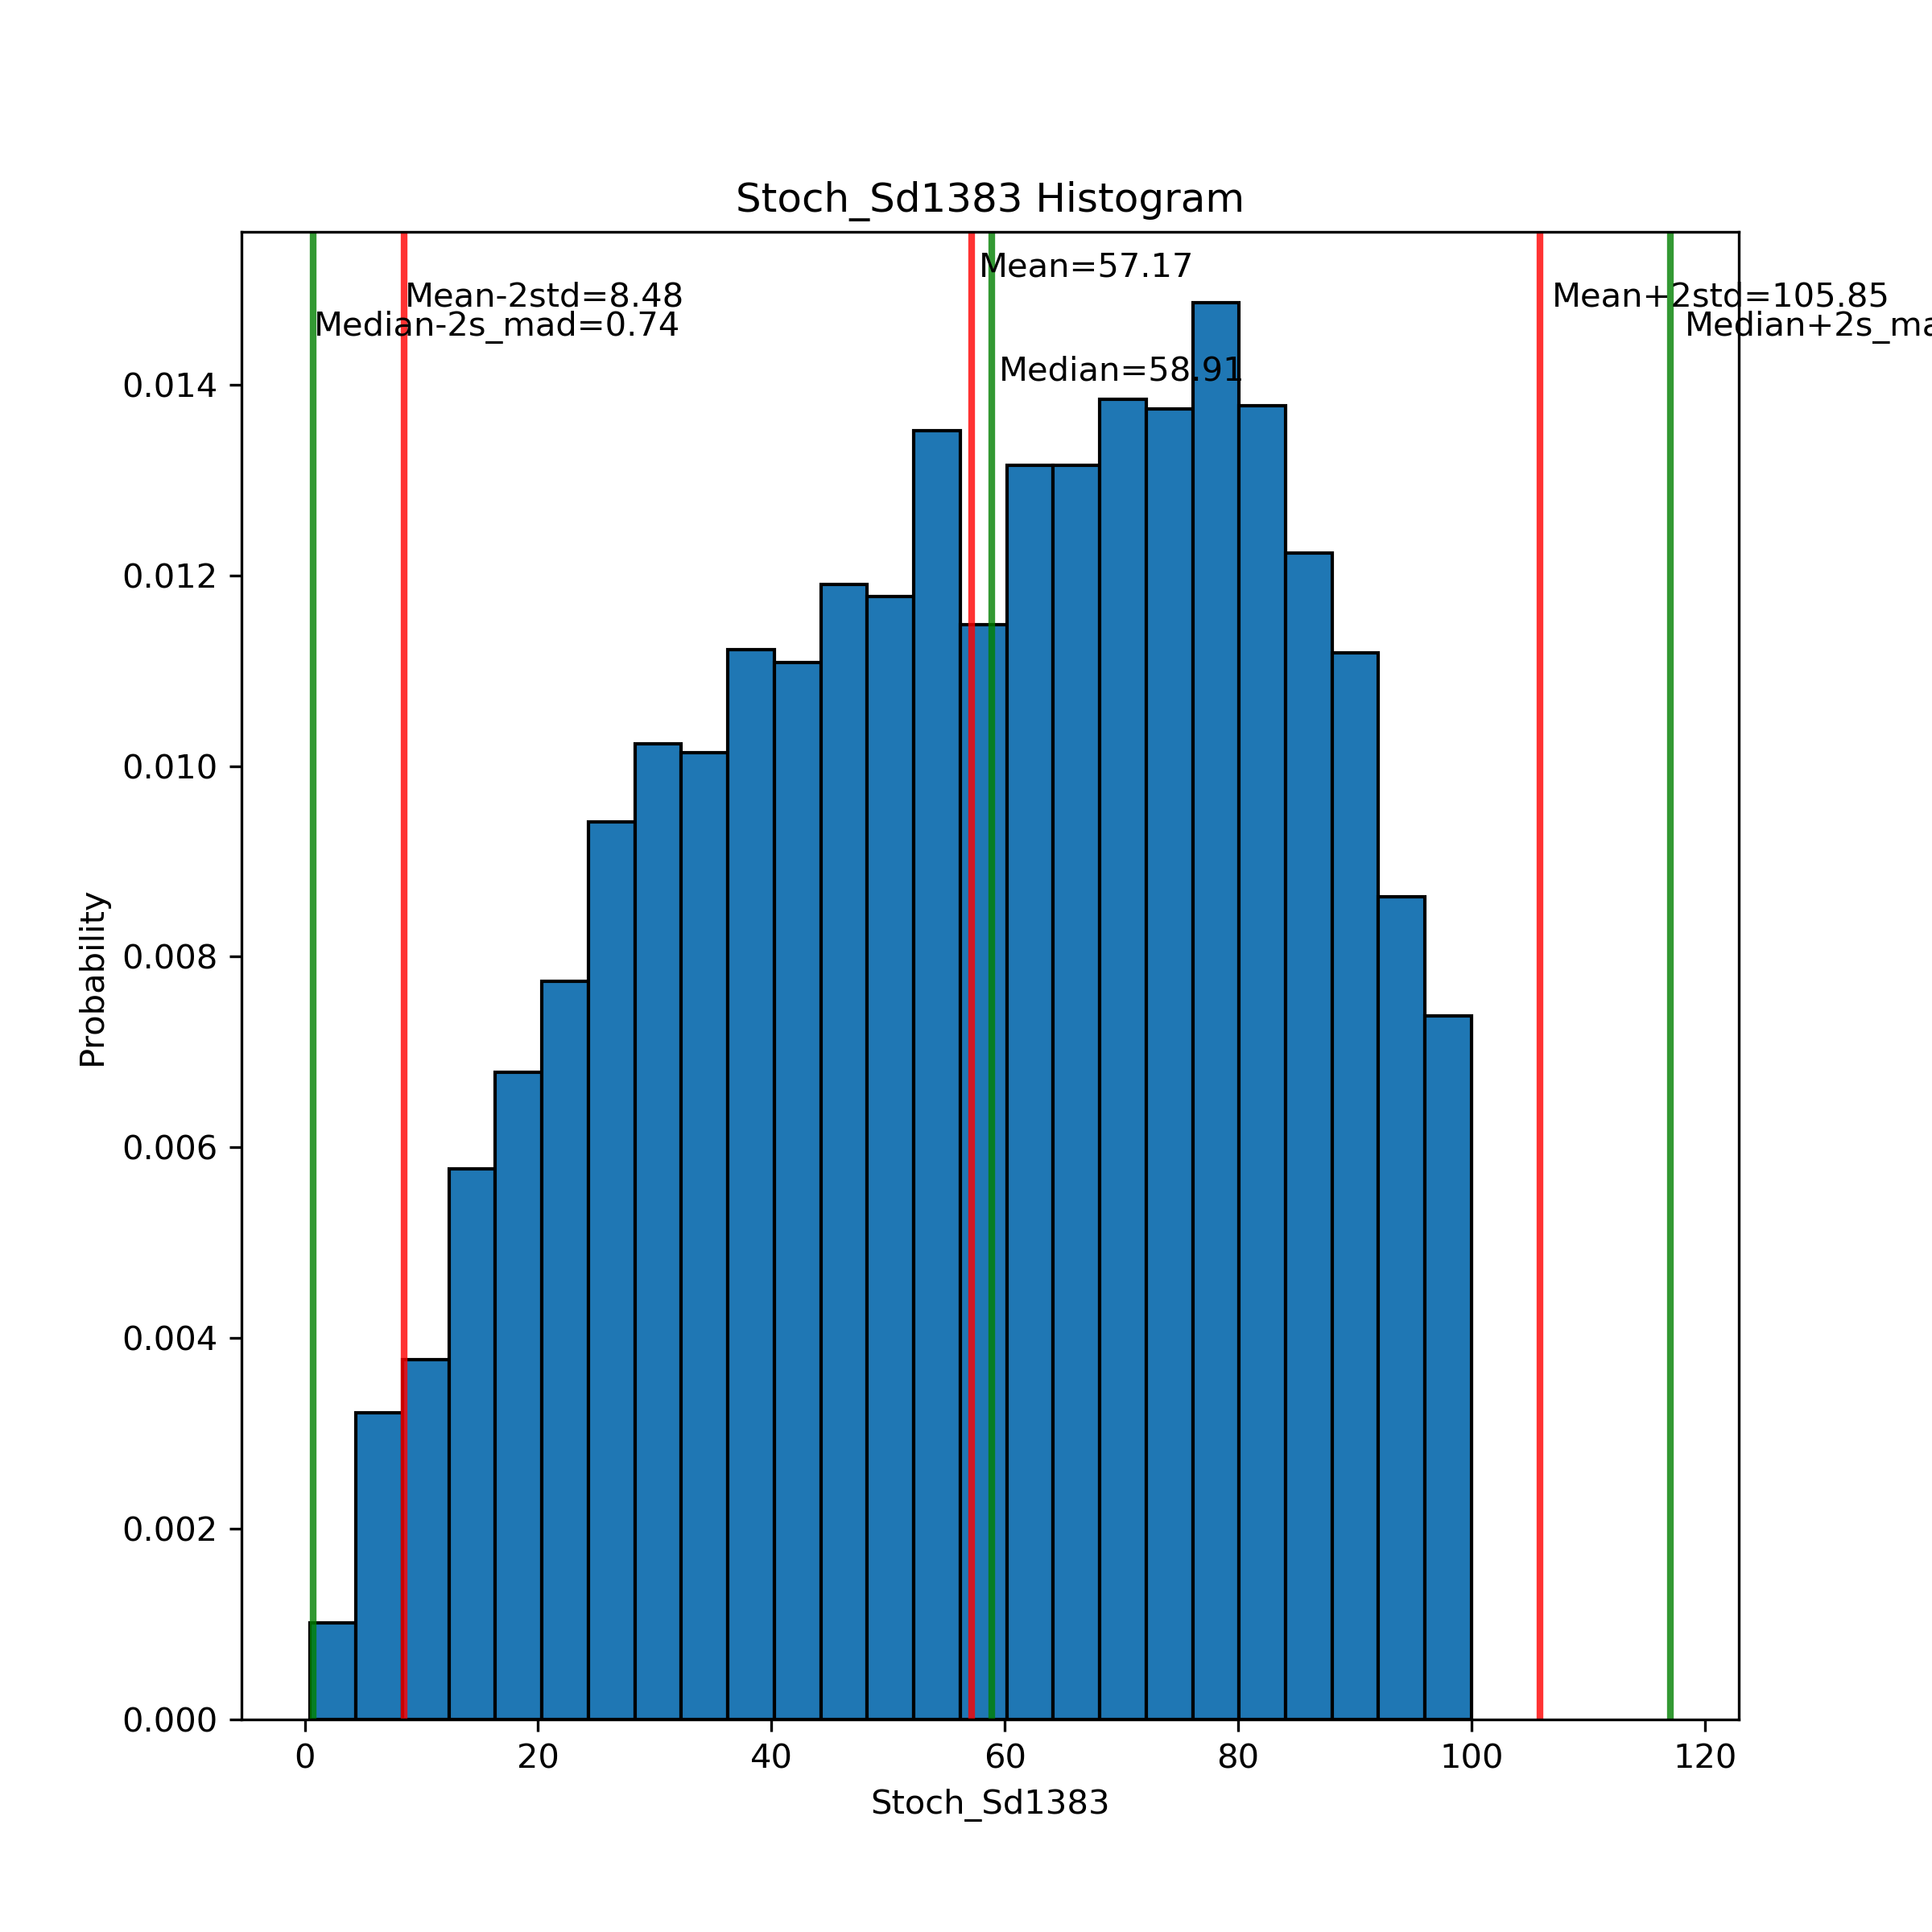 Stoch_Sd1383 Histogram
Mean=57.17
Mean-2std=8.48
Mean+2std=105.85
Median-2s_mad=0.74
Median+2s_ma
Median=58.91
0.014
0.012
0.010
0.008
0.006
0.004
0.002
0.000
Probability
0 20 40 60 80 100 120
Stoch_Sd1383